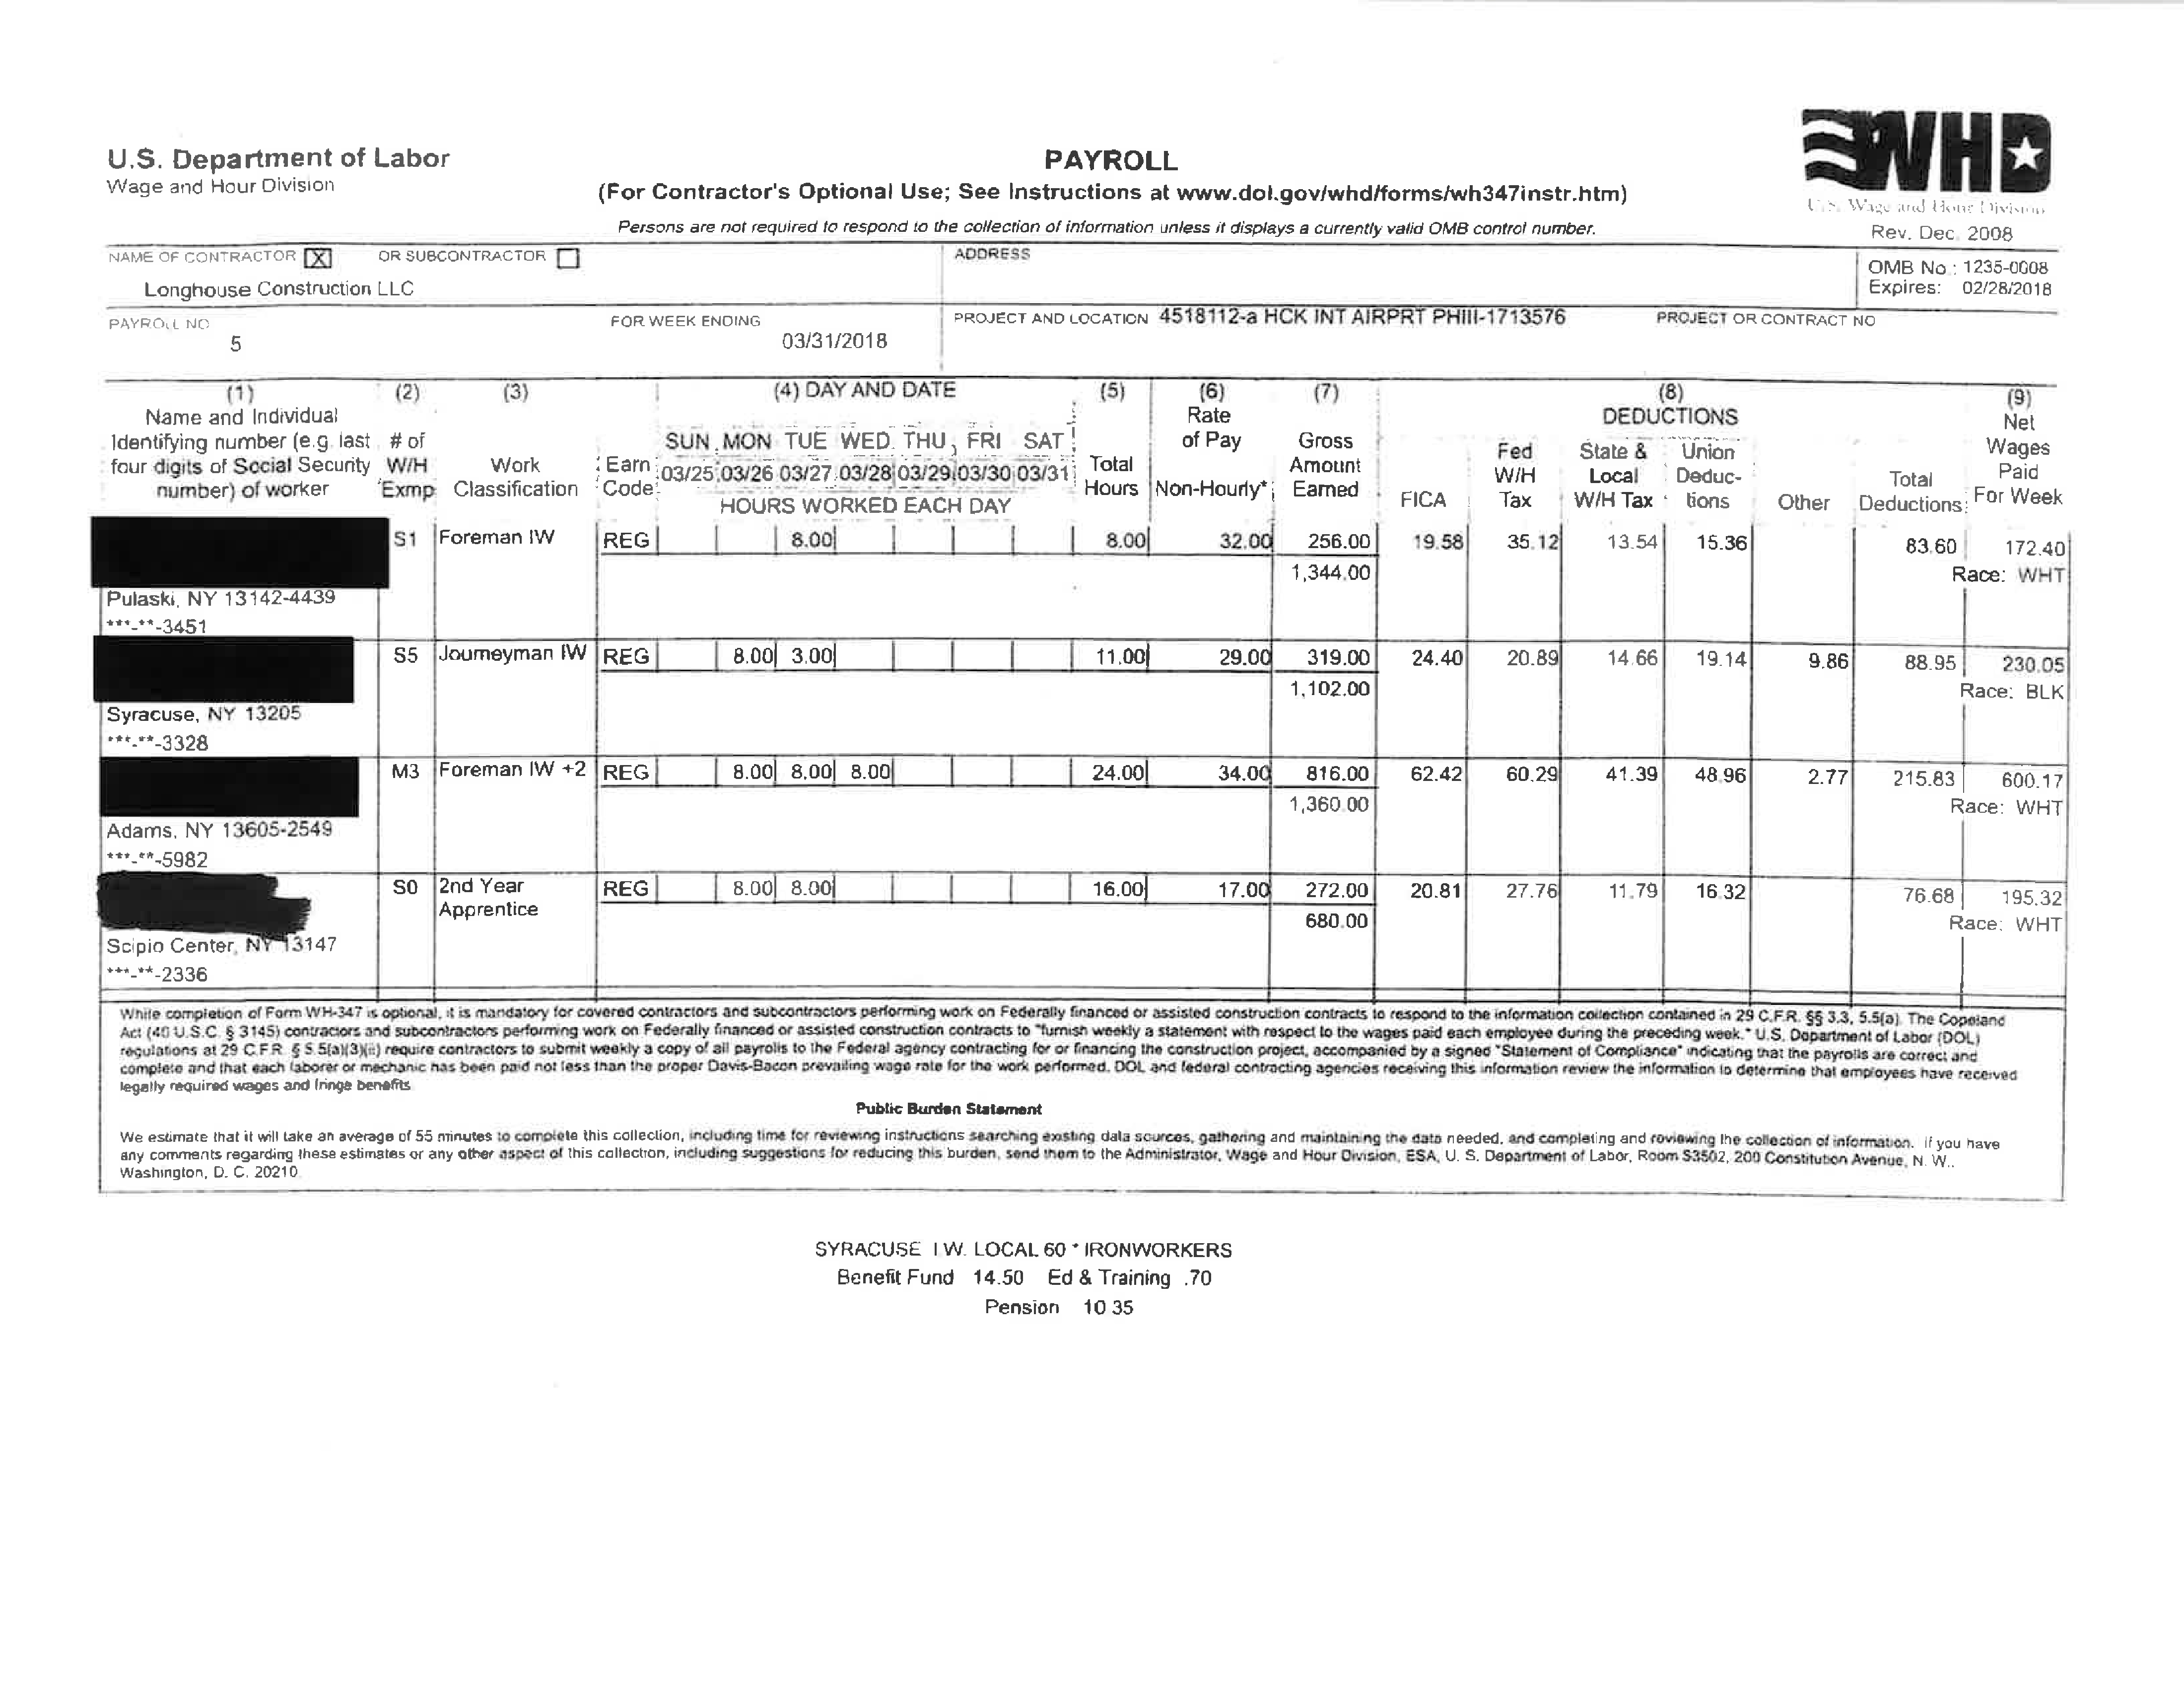 U.S. Department of Labor
Wage and Hour Division
PAYROLL
(For Contractor's Optional Use; See Instructions at www.dol.gov/whd/forms/wh347instr.htm)
Persons are not required to respond to the collection of information unless it displays a currently valid OMB control number.
WHD
U.S. Wage and Hour Division
Rev. Dec. 2008
NAME OF CONTRACTOR X OR SUBCONTRACTOR
Longhouse Construction LLC
ADDRESS
OMB No.: 1235-0008
Expires: 02/28/2018
PAYROLL NO
5
FOR WEEK ENDING
03/31/2018
PROJECT AND LOCATION 4518112-a HCK INT AIRPRT PHIII-1713576
PROJECT OR CONTRACT NO
(1) Name and Individual Identifying number (e.g. last four digits of Social Security number) of worker
(2) # of W/H Exmp
(3) Work Classification
Earn Code
(4) DAY AND DATE
SUN MON TUE WED THU FRI SAT
03/25 03/26 03/27 03/28 03/29 03/30 03/31
HOURS WORKED EACH DAY
(5) Total Hours
(6) Rate of Pay Non-Hourly*
(7) Gross Amount Earned
(8) DEDUCTIONS
FICA
Fed W/H Tax
State & Local W/H Tax
Union Deduc-tions
Other
Total Deductions
(9) Net Wages Paid For Week
S1 Foreman IW REG 8.00 8.00 32.00 256.00 19.58 35.12 13.54 15.36 83.60 172.40
1,344.00 Race: WHT
Pulaski, NY 13142-4439
***-**-3451
S5 Journeyman IW REG 8.00 3.00 11.00 29.00 319.00 24.40 20.89 14.66 19.14 9.86 88.95 230.05
1,102.00 Race: BLK
Syracuse, NY 13205
***-**-3328
M3 Foreman IW +2 REG 8.00 8.00 8.00 24.00 34.00 816.00 62.42 60.29 41.39 48.96 2.77 215.83 600.17
1,360.00 Race: WHT
Adams, NY 13605-2549
***-**-5982
S0 2nd Year Apprentice REG 8.00 8.00 16.00 17.00 272.00 20.81 27.76 11.79 16.32 76.68 195.32
680.00 Race: WHT
Scipio Center, NY 13147
***-**-2336
While completion of Form WH-347 is optional, it is mandatory for covered contractors and subcontractors performing work on Federally financed or assisted construction contracts to respond to the information collection contained in 29 C.F.R. §§ 3.3, 5.5(a). The Copeland
Act (40 U.S.C. § 3145) contractors and subcontractors performing work on Federally financed or assisted construction contracts to "furnish weekly a statement with respect to the wages paid each employee during the preceding week." U.S. Department of Labor (DOL)
regulations at 29 C.F.R. § 5.5(a)(3)(ii) require contractors to submit weekly a copy of all payrolls to the Federal agency contracting for or financing the construction project, accompanied by a signed "Statement of Compliance" indicating that the payrolls are correct and
complete and that each laborer or mechanic has been paid not less than the proper Davis-Bacon prevailing wage rate for the work performed. DOL and federal contracting agencies receiving this information review the information to determine that employees have received
legally required wages and fringe benefits
Public Burden Statement
We estimate that it will take an average of 55 minutes to complete this collection, including time for reviewing instructions searching existing data sources, gathering and maintaining the data needed, and completing and reviewing the collection of information. If you have
any comments regarding these estimates or any other aspect of this collection, including suggestions for reducing this burden, send them to the Administrator, Wage and Hour Division, ESA, U. S. Department of Labor, Room S3502, 200 Constitution Avenue, N. W..
Washington, D. C. 20210
SYRACUSE I.W. LOCAL 60 * IRONWORKERS
Benefit Fund 14.50 Ed & Training .70
Pension 10 35